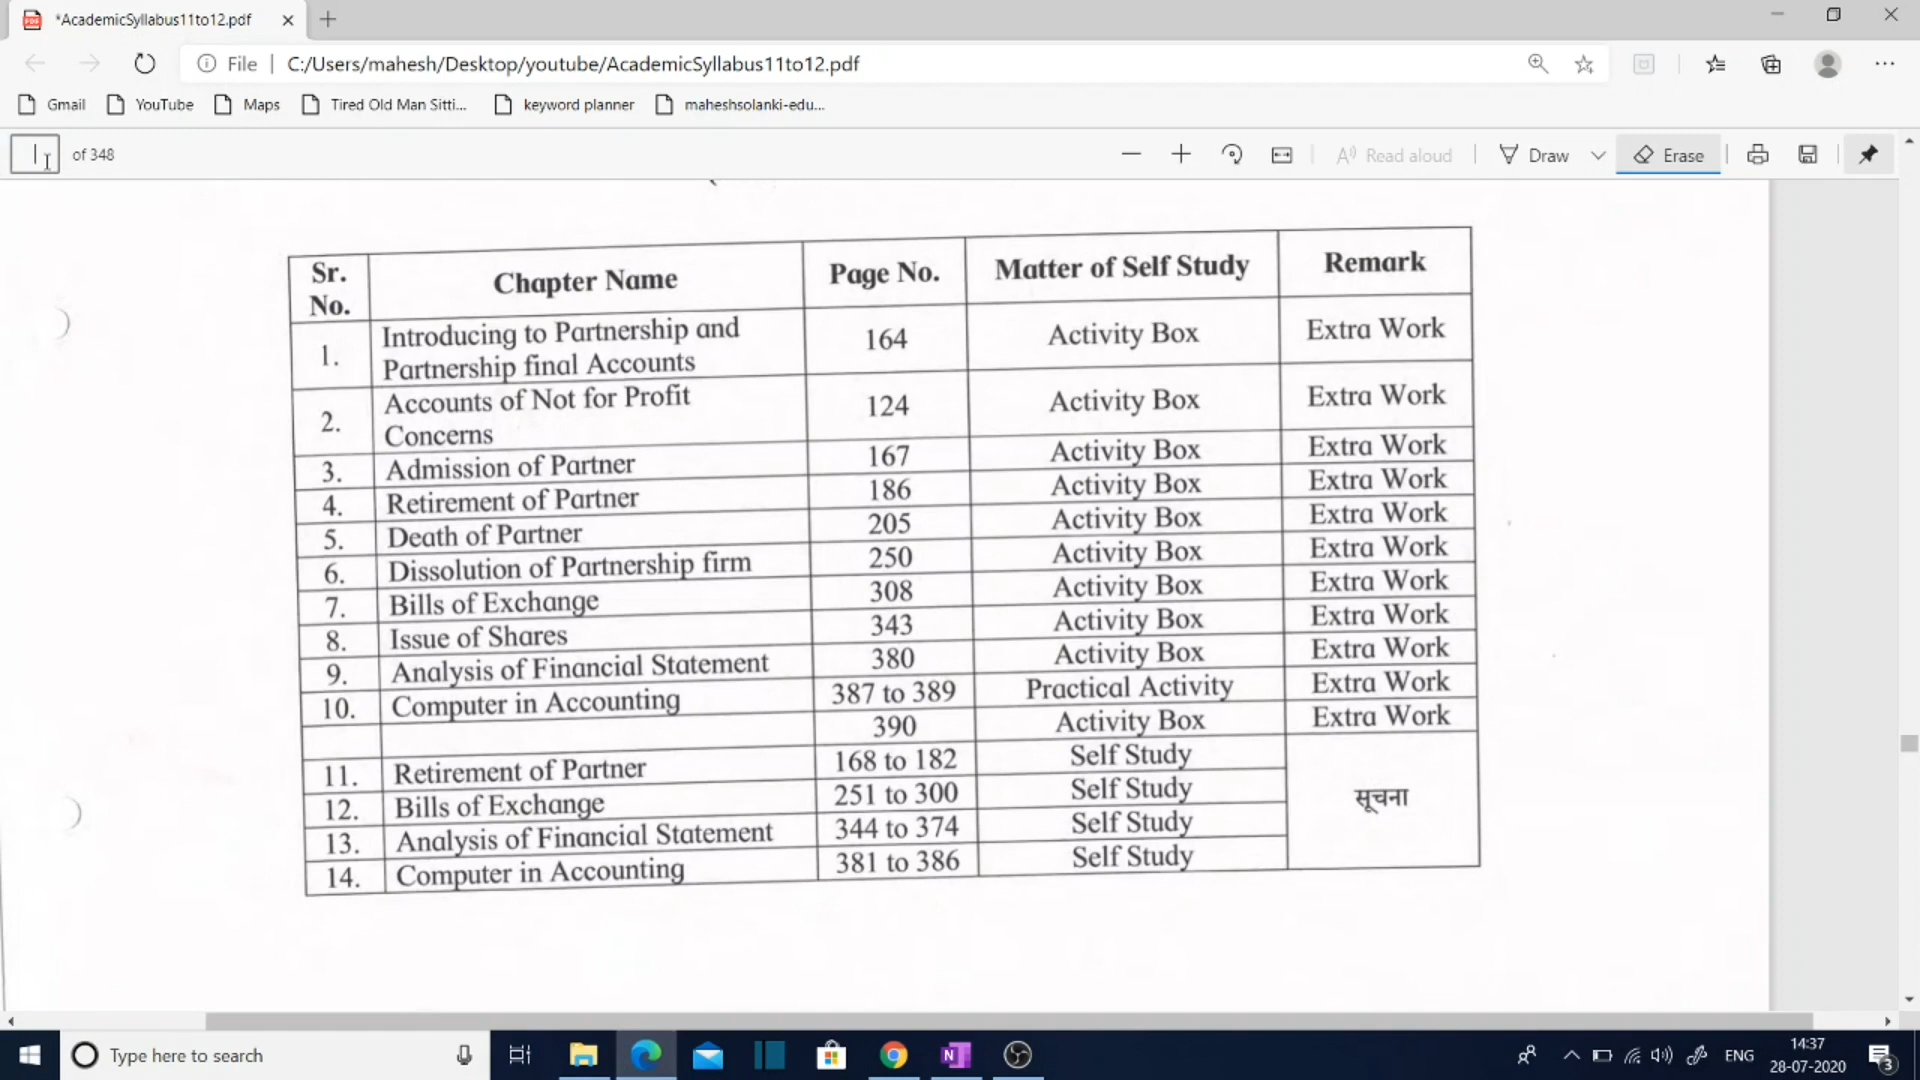 *AcademicSyllabus11to12.pdf
File | C:/Users/mahesh/Desktop/youtube/AcademicSyllabus11to12.pdf
Gmail YouTube Maps Tired Old Man Sitti... keyword planner maheshsolanki-edu...
of 348 Read aloud Draw Erase
Sr. No. Chapter Name Page No. Matter of Self Study Remark
1. Introducing to Partnership and Partnership final Accounts 164 Activity Box Extra Work
2. Accounts of Not for Profit Concerns 124 Activity Box Extra Work
3. Admission of Partner 167 Activity Box Extra Work
4. Retirement of Partner 186 Activity Box Extra Work
5. Death of Partner 205 Activity Box Extra Work
6. Dissolution of Partnership firm 250 Activity Box Extra Work
7. Bills of Exchange 308 Activity Box Extra Work
8. Issue of Shares 343 Activity Box Extra Work
9. Analysis of Financial Statement 380 Activity Box Extra Work
10. Computer in Accounting 387 to 389 Practical Activity Extra Work
390 Activity Box Extra Work
11. Retirement of Partner 168 to 182 Self Study
12. Bills of Exchange 251 to 300 Self Study सूचना
13. Analysis of Financial Statement 344 to 374 Self Study
14. Computer in Accounting 381 to 386 Self Study
Type here to search ENG 14:37
28-07-2020 3